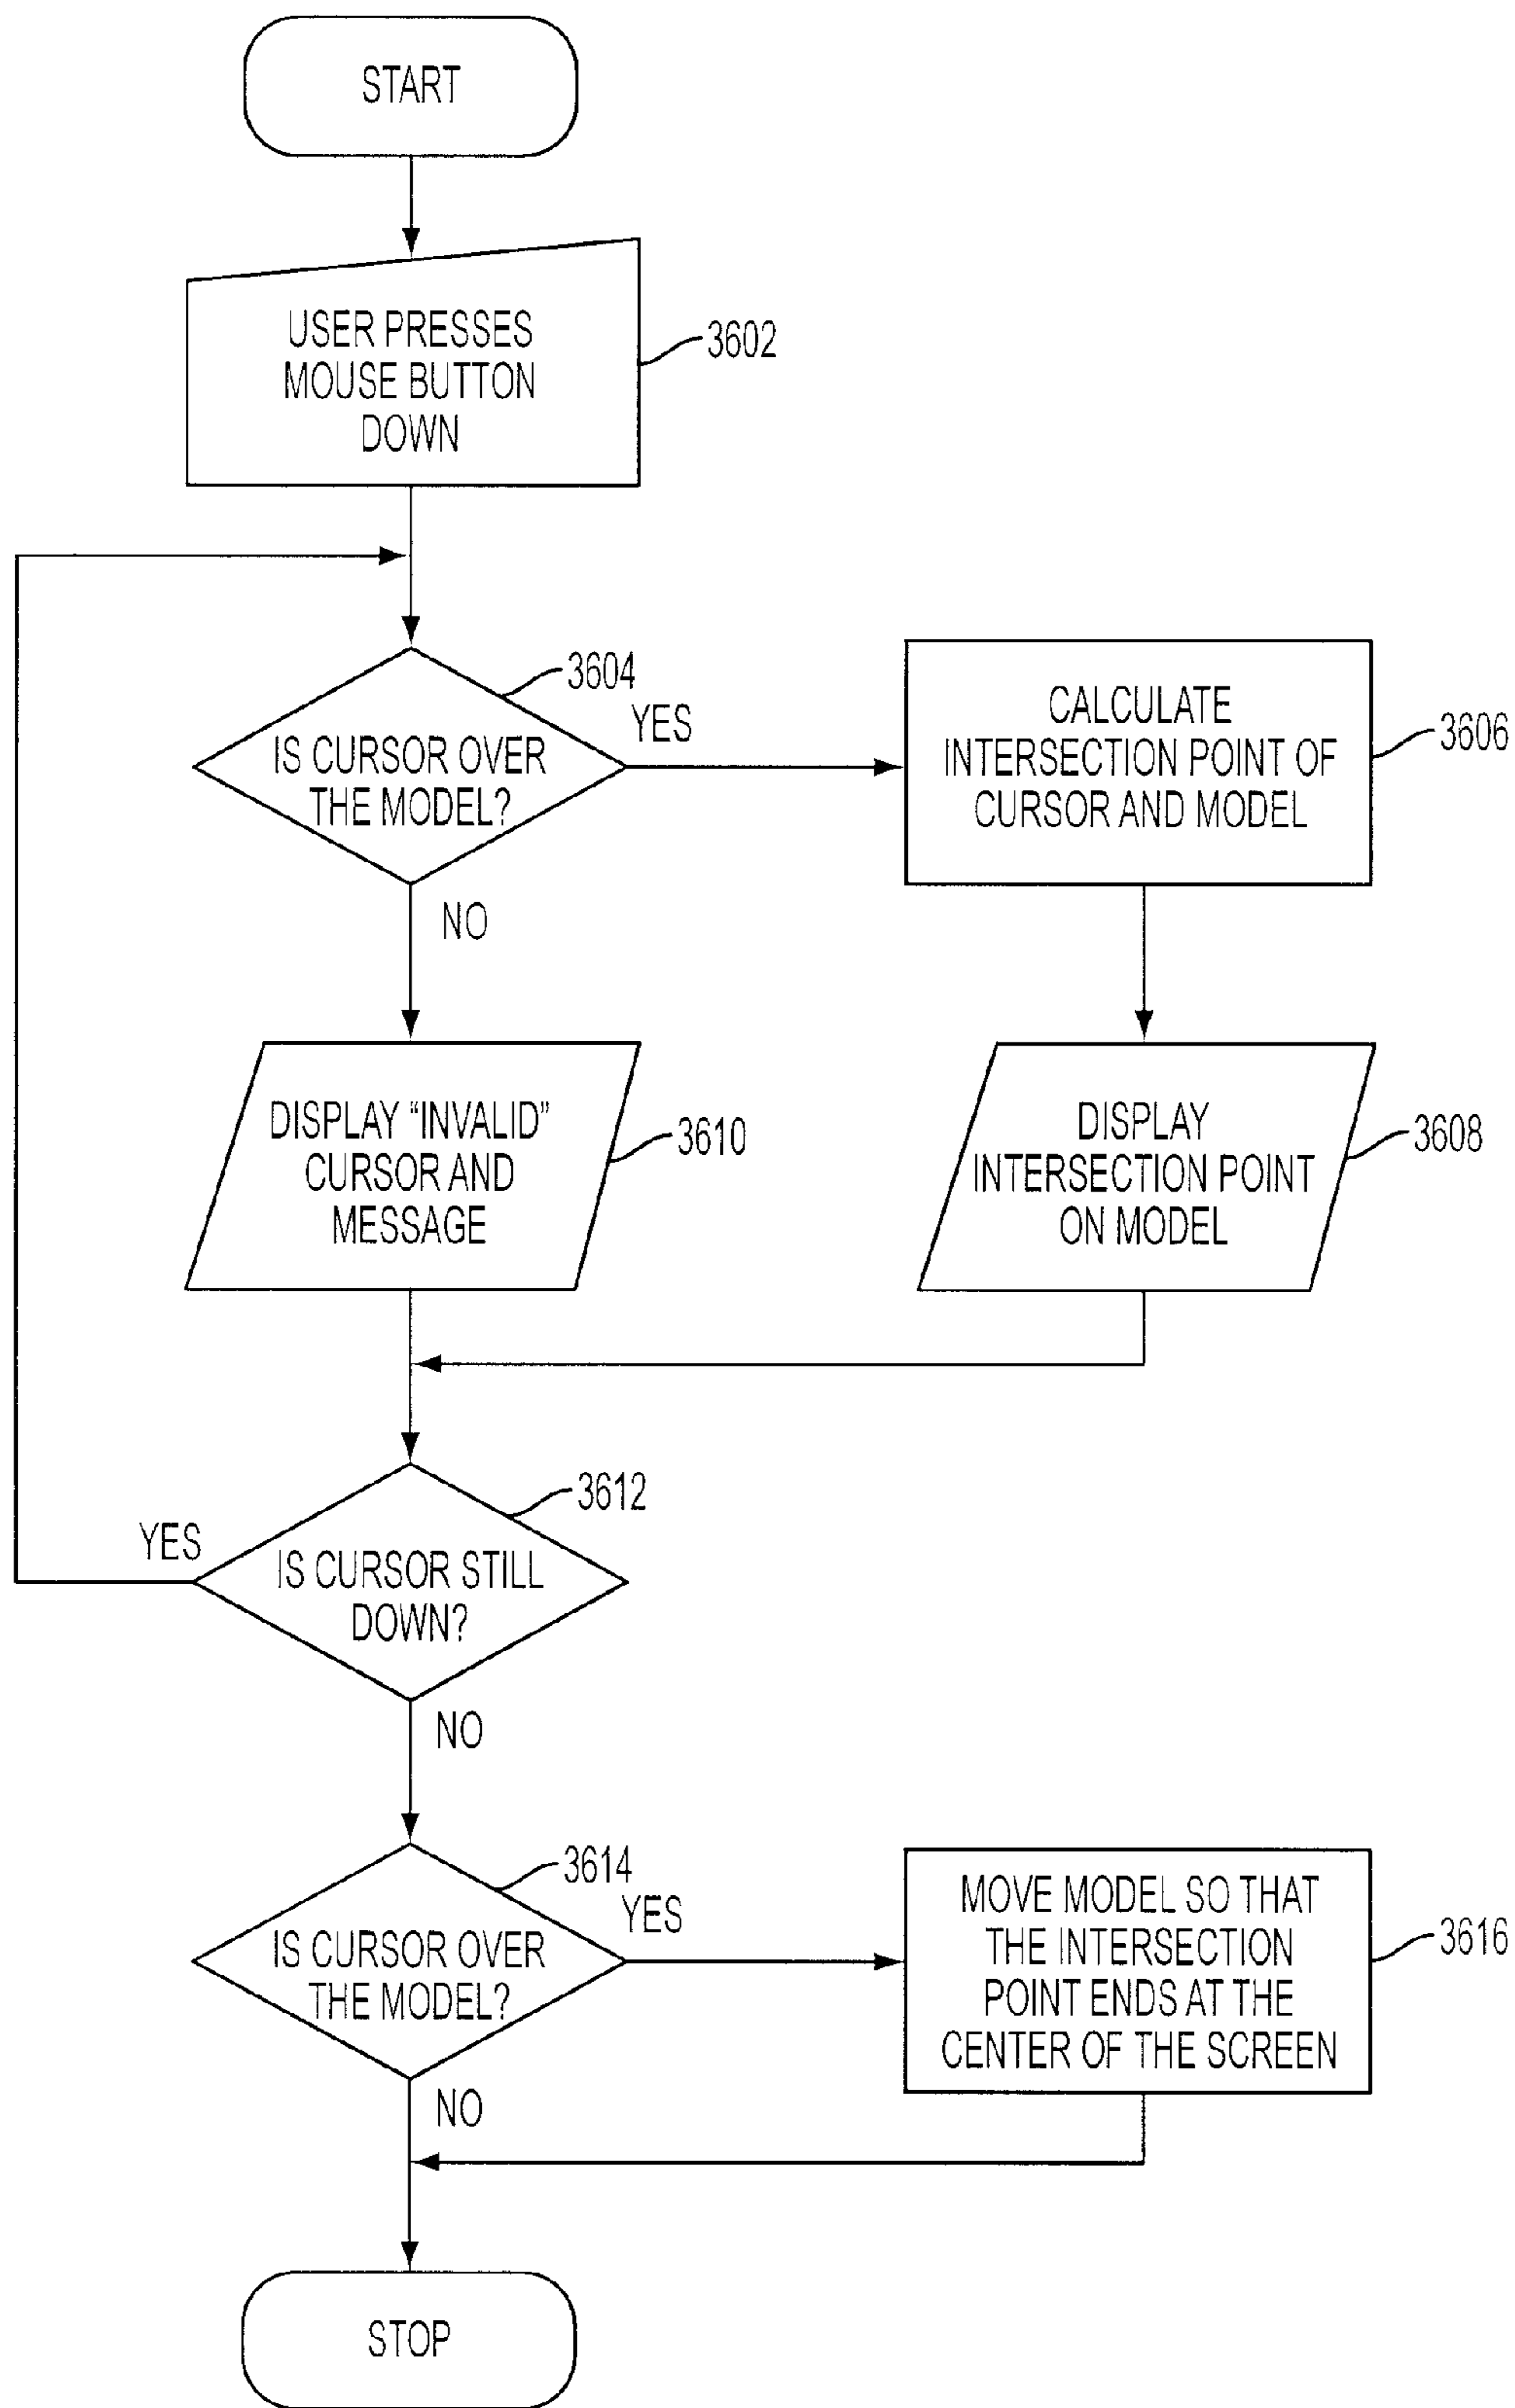 START
USER PRESSES
MOUSE BUTTON
DOWN
3602
3604
IS CURSOR OVER
THE MODEL?
YES
NO
CALCULATE
INTERSECTION POINT OF
CURSOR AND MODEL
3606
DISPLAY "INVALID"
CURSOR AND
MESSAGE
3610
DISPLAY
INTERSECTION POINT
ON MODEL
3608
3612
IS CURSOR STILL
DOWN?
YES
NO
3614
IS CURSOR OVER
THE MODEL?
YES
NO
MOVE MODEL SO THAT
THE INTERSECTION
POINT ENDS AT THE
CENTER OF THE SCREEN
3616
STOP